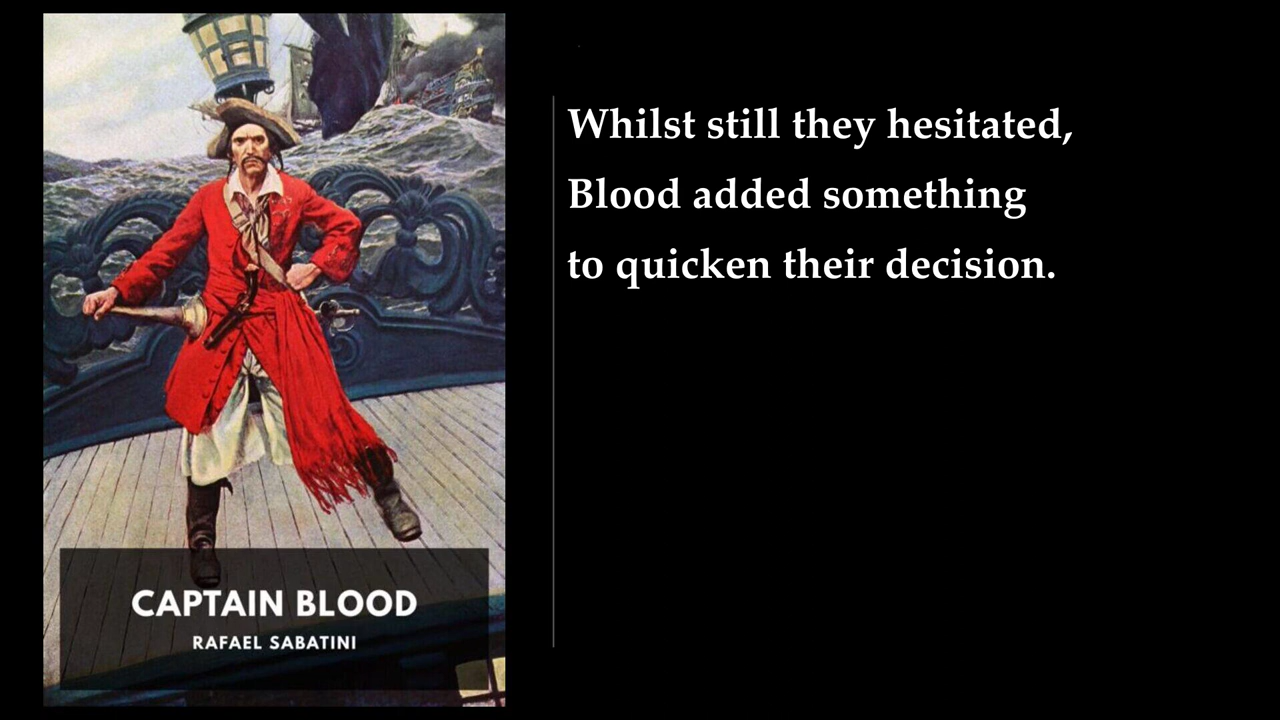 Whilst still they hesitated,
Blood added something
to quicken their decision.
CAPTAIN BLOOD
RAFAEL SABATINI